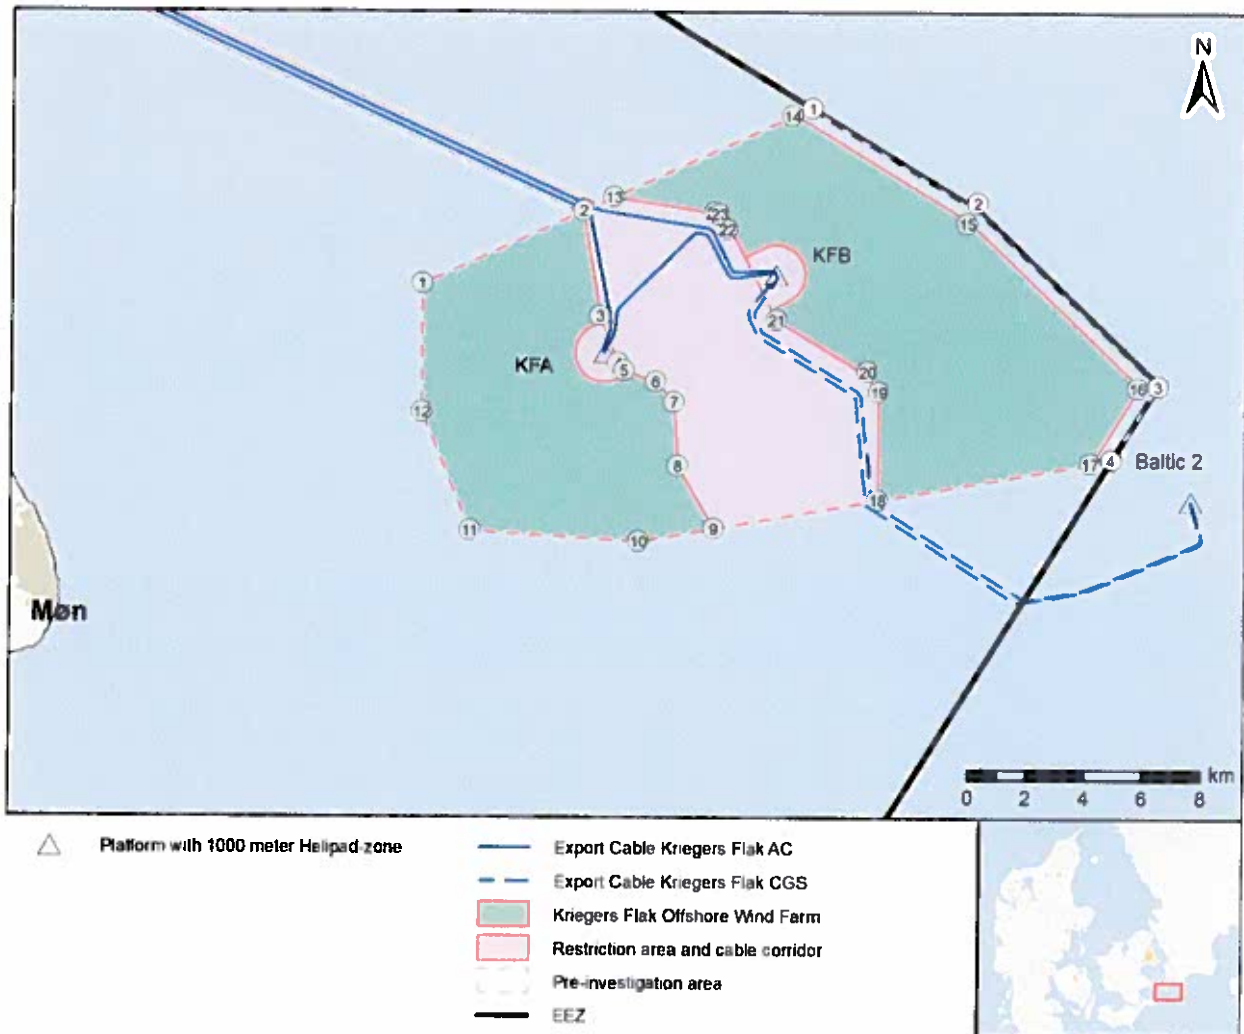 N
1
14
2
15
13
2
23
22
KFB
1
3
21
KFA
5
6
20
7
19
16
3
12
8
17
4
Baltic 2
18
11
10
9
1
Møn
km
0 2 4 6 8
Platform with 1000 meter Helipad-zone
Export Cable Kriegers Flak AC
Export Cable Kriegers Flak CGS
Kriegers Flak Offshore Wind Farm
Restriction area and cable corridor
Pre-investigation area
EEZ